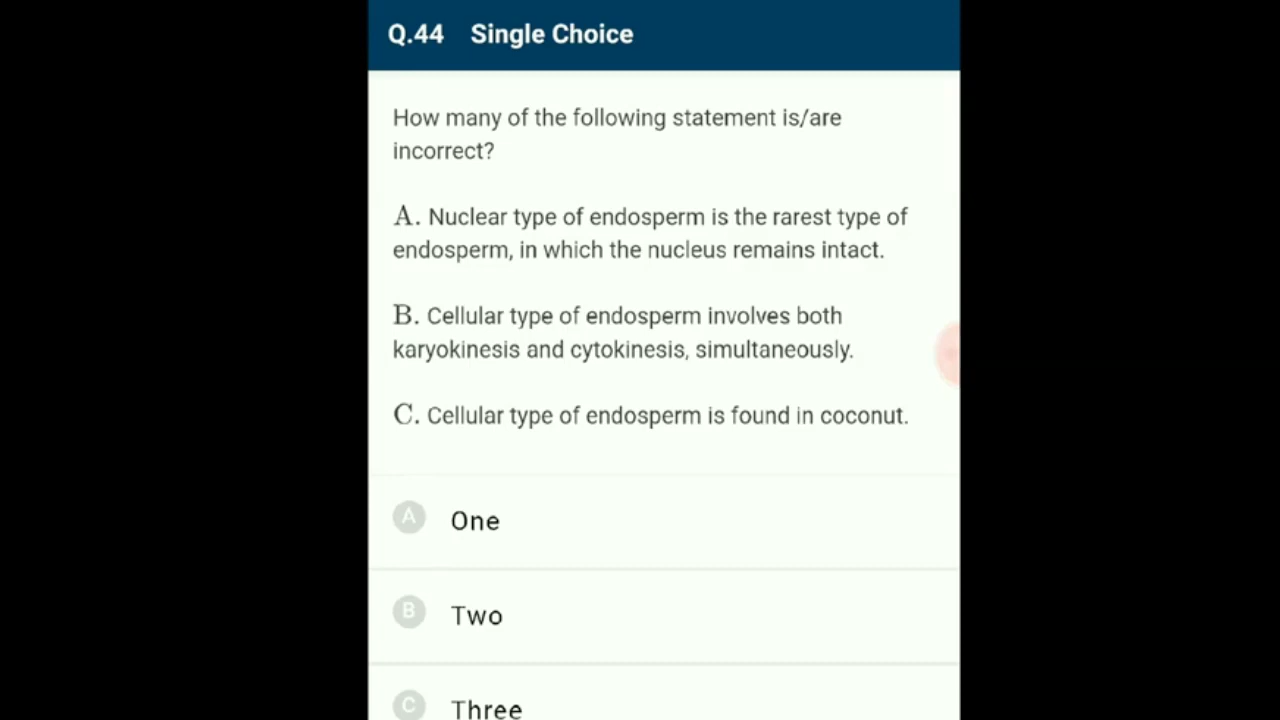 Q.44 Single Choice
How many of the following statement is/are
incorrect?
A. Nuclear type of endosperm is the rarest type of
endosperm, in which the nucleus remains intact.
B. Cellular type of endosperm involves both
karyokinesis and cytokinesis, simultaneously.
C. Cellular type of endosperm is found in coconut.
A One
B Two
C Three